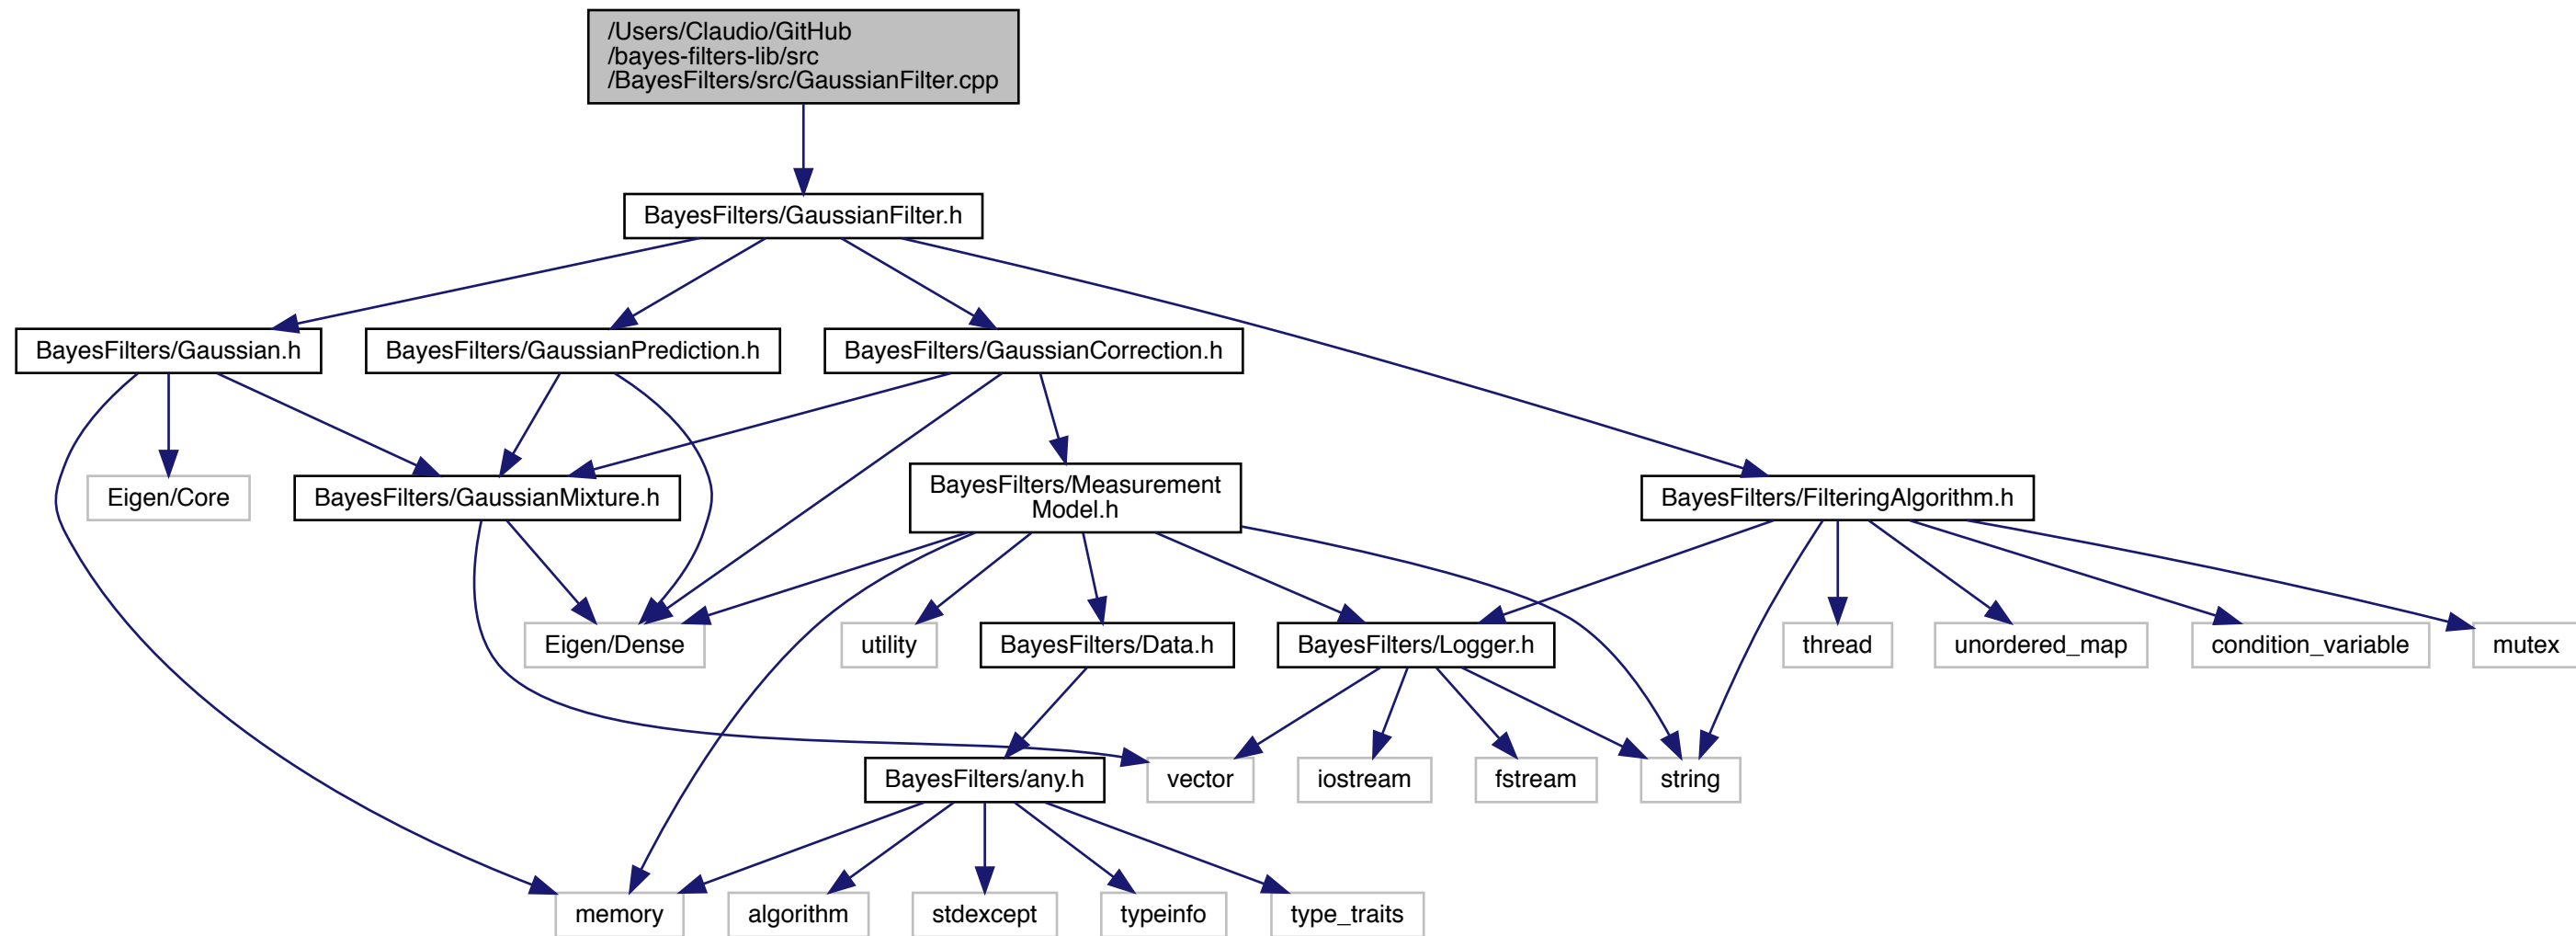 /Users/Claudio/GitHub
/bayes-filters-lib/src
/BayesFilters/src/GaussianFilter.cpp
BayesFilters/GaussianFilter.h
BayesFilters/Gaussian.h
BayesFilters/GaussianPrediction.h
BayesFilters/GaussianCorrection.h
Eigen/Core
BayesFilters/GaussianMixture.h
BayesFilters/Measurement
Model.h
BayesFilters/FilteringAlgorithm.h
Eigen/Dense
utility
BayesFilters/Data.h
BayesFilters/Logger.h
thread
unordered_map
condition_variable
mutex
BayesFilters/any.h
vector
iostream
fstream
string
memory
algorithm
stdexcept
typeinfo
type_traits